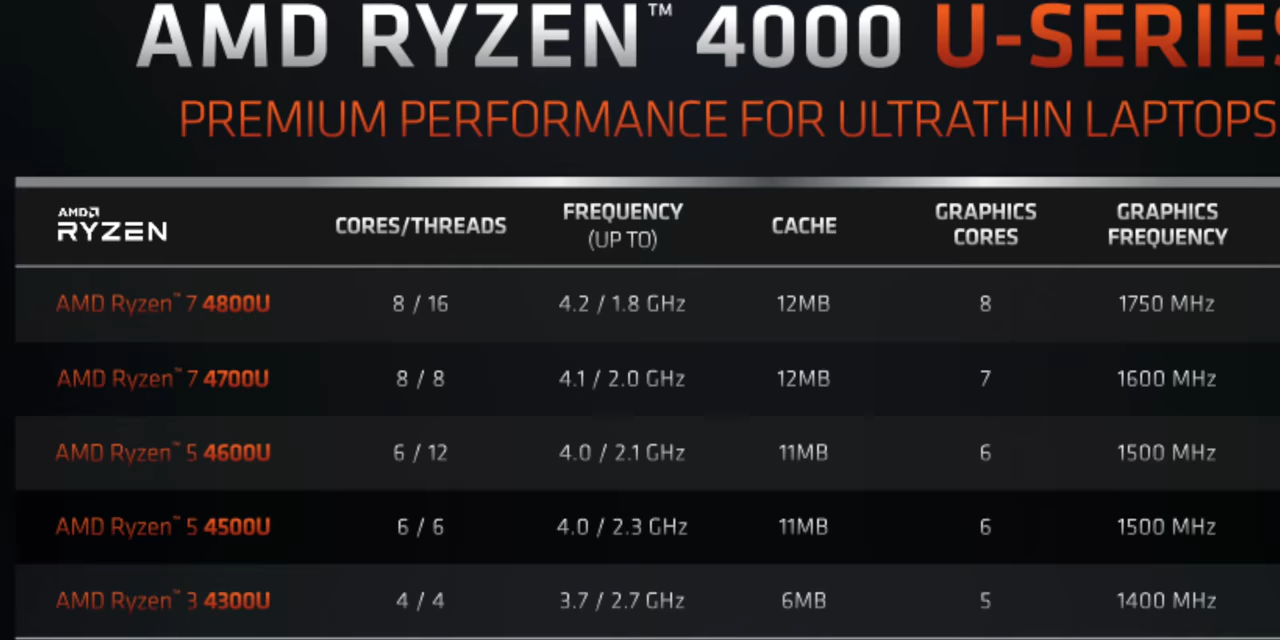 AMD RYZEN™ 4000 U-SERIES
PREMIUM PERFORMANCE FOR ULTRATHIN LAPTOPS
AMD RYZEN CORES/THREADS FREQUENCY (UP TO) CACHE GRAPHICS CORES GRAPHICS FREQUENCY
AMD Ryzen™ 7 4800U 8 / 16 4.2 / 1.8 GHz 12MB 8 1750 MHz
AMD Ryzen™ 7 4700U 8 / 8 4.1 / 2.0 GHz 12MB 7 1600 MHz
AMD Ryzen™ 5 4600U 6 / 12 4.0 / 2.1 GHz 11MB 6 1500 MHz
AMD Ryzen™ 5 4500U 6 / 6 4.0 / 2.3 GHz 11MB 6 1500 MHz
AMD Ryzen™ 3 4300U 4 / 4 3.7 / 2.7 GHz 6MB 5 1400 MHz